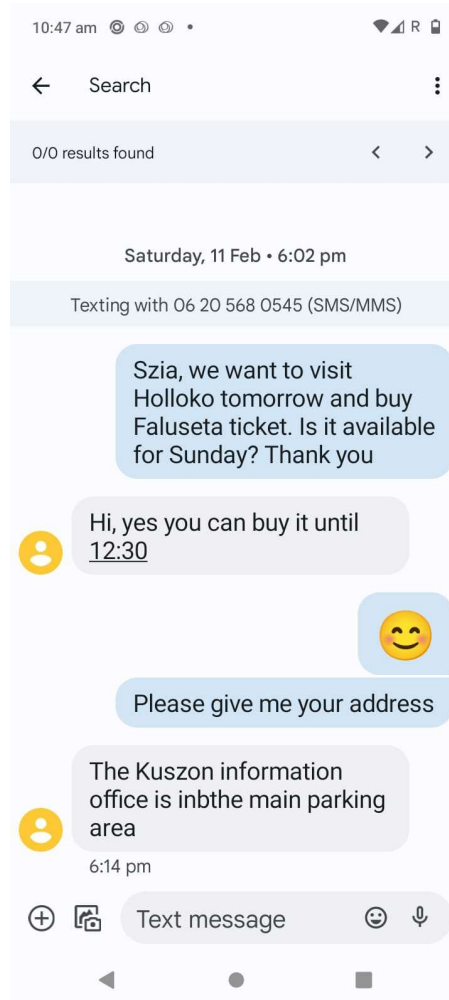 10:47 am
R
Search
0/0 results found
Saturday, 11 Feb • 6:02 pm
Texting with 06 20 568 0545 (SMS/MMS)
Szia, we want to visit
Holloko tomorrow and buy
Faluseta ticket. Is it available
for Sunday? Thank you
Hi, yes you can buy it until
12:30
Please give me your address
The Kuszon information
office is inbthe main parking
area
6:14 pm
Text message